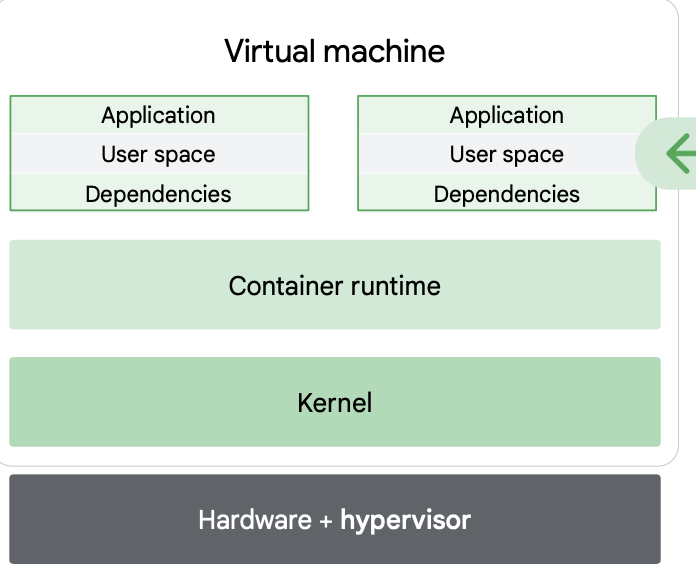 Virtual machine
Application
User space
Dependencies
Application
User space
Dependencies
Container runtime
Kernel
Hardware + hypervisor